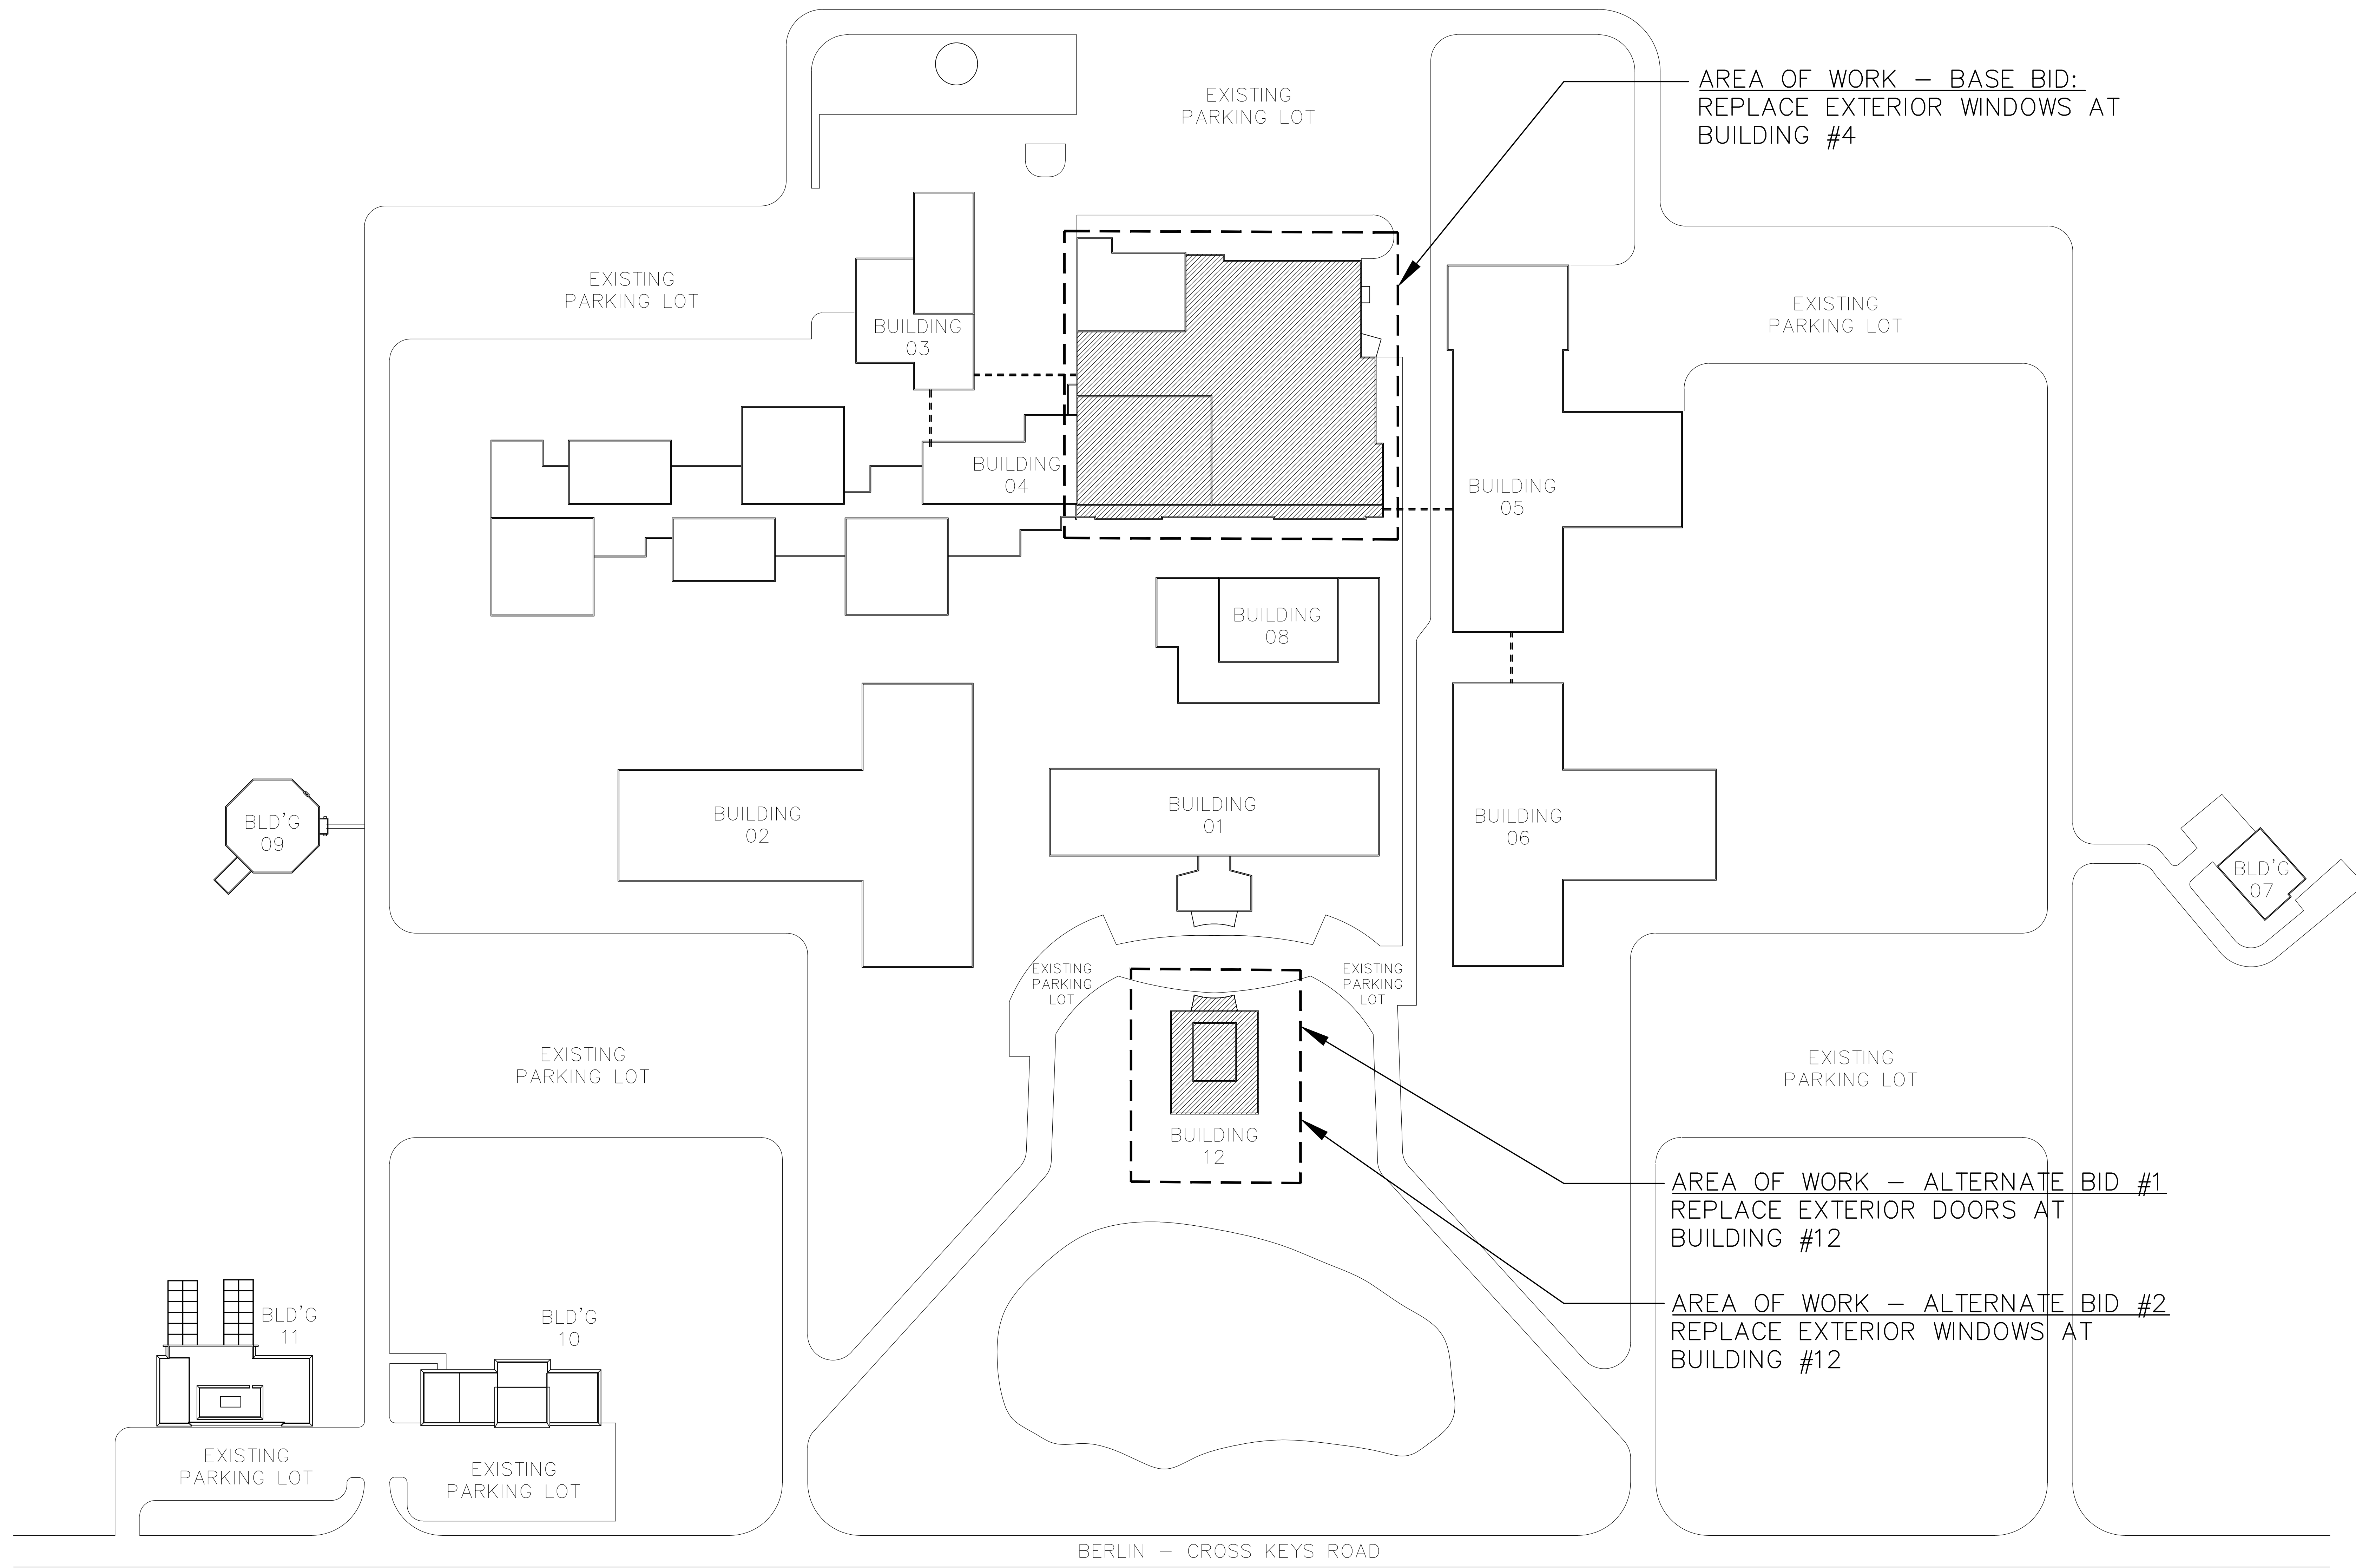 AREA OF WORK – BASE BID:
REPLACE EXTERIOR WINDOWS AT
BUILDING #4
EXISTING
PARKING LOT
EXISTING
PARKING LOT
EXISTING
PARKING LOT
BUILDING
03
BUILDING
04
BUILDING
05
BUILDING
08
BUILDING
02
BUILDING
01
BUILDING
06
BLD'G
09
BLD'G
07
EXISTING
PARKING
LOT
EXISTING
PARKING
LOT
EXISTING
PARKING LOT
EXISTING
PARKING LOT
BUILDING
12
AREA OF WORK – ALTERNATE BID #1
REPLACE EXTERIOR DOORS AT
BUILDING #12
AREA OF WORK – ALTERNATE BID #2
REPLACE EXTERIOR WINDOWS AT
BUILDING #12
BLD'G
11
BLD'G
10
EXISTING
PARKING LOT
EXISTING
PARKING LOT
BERLIN – CROSS KEYS ROAD